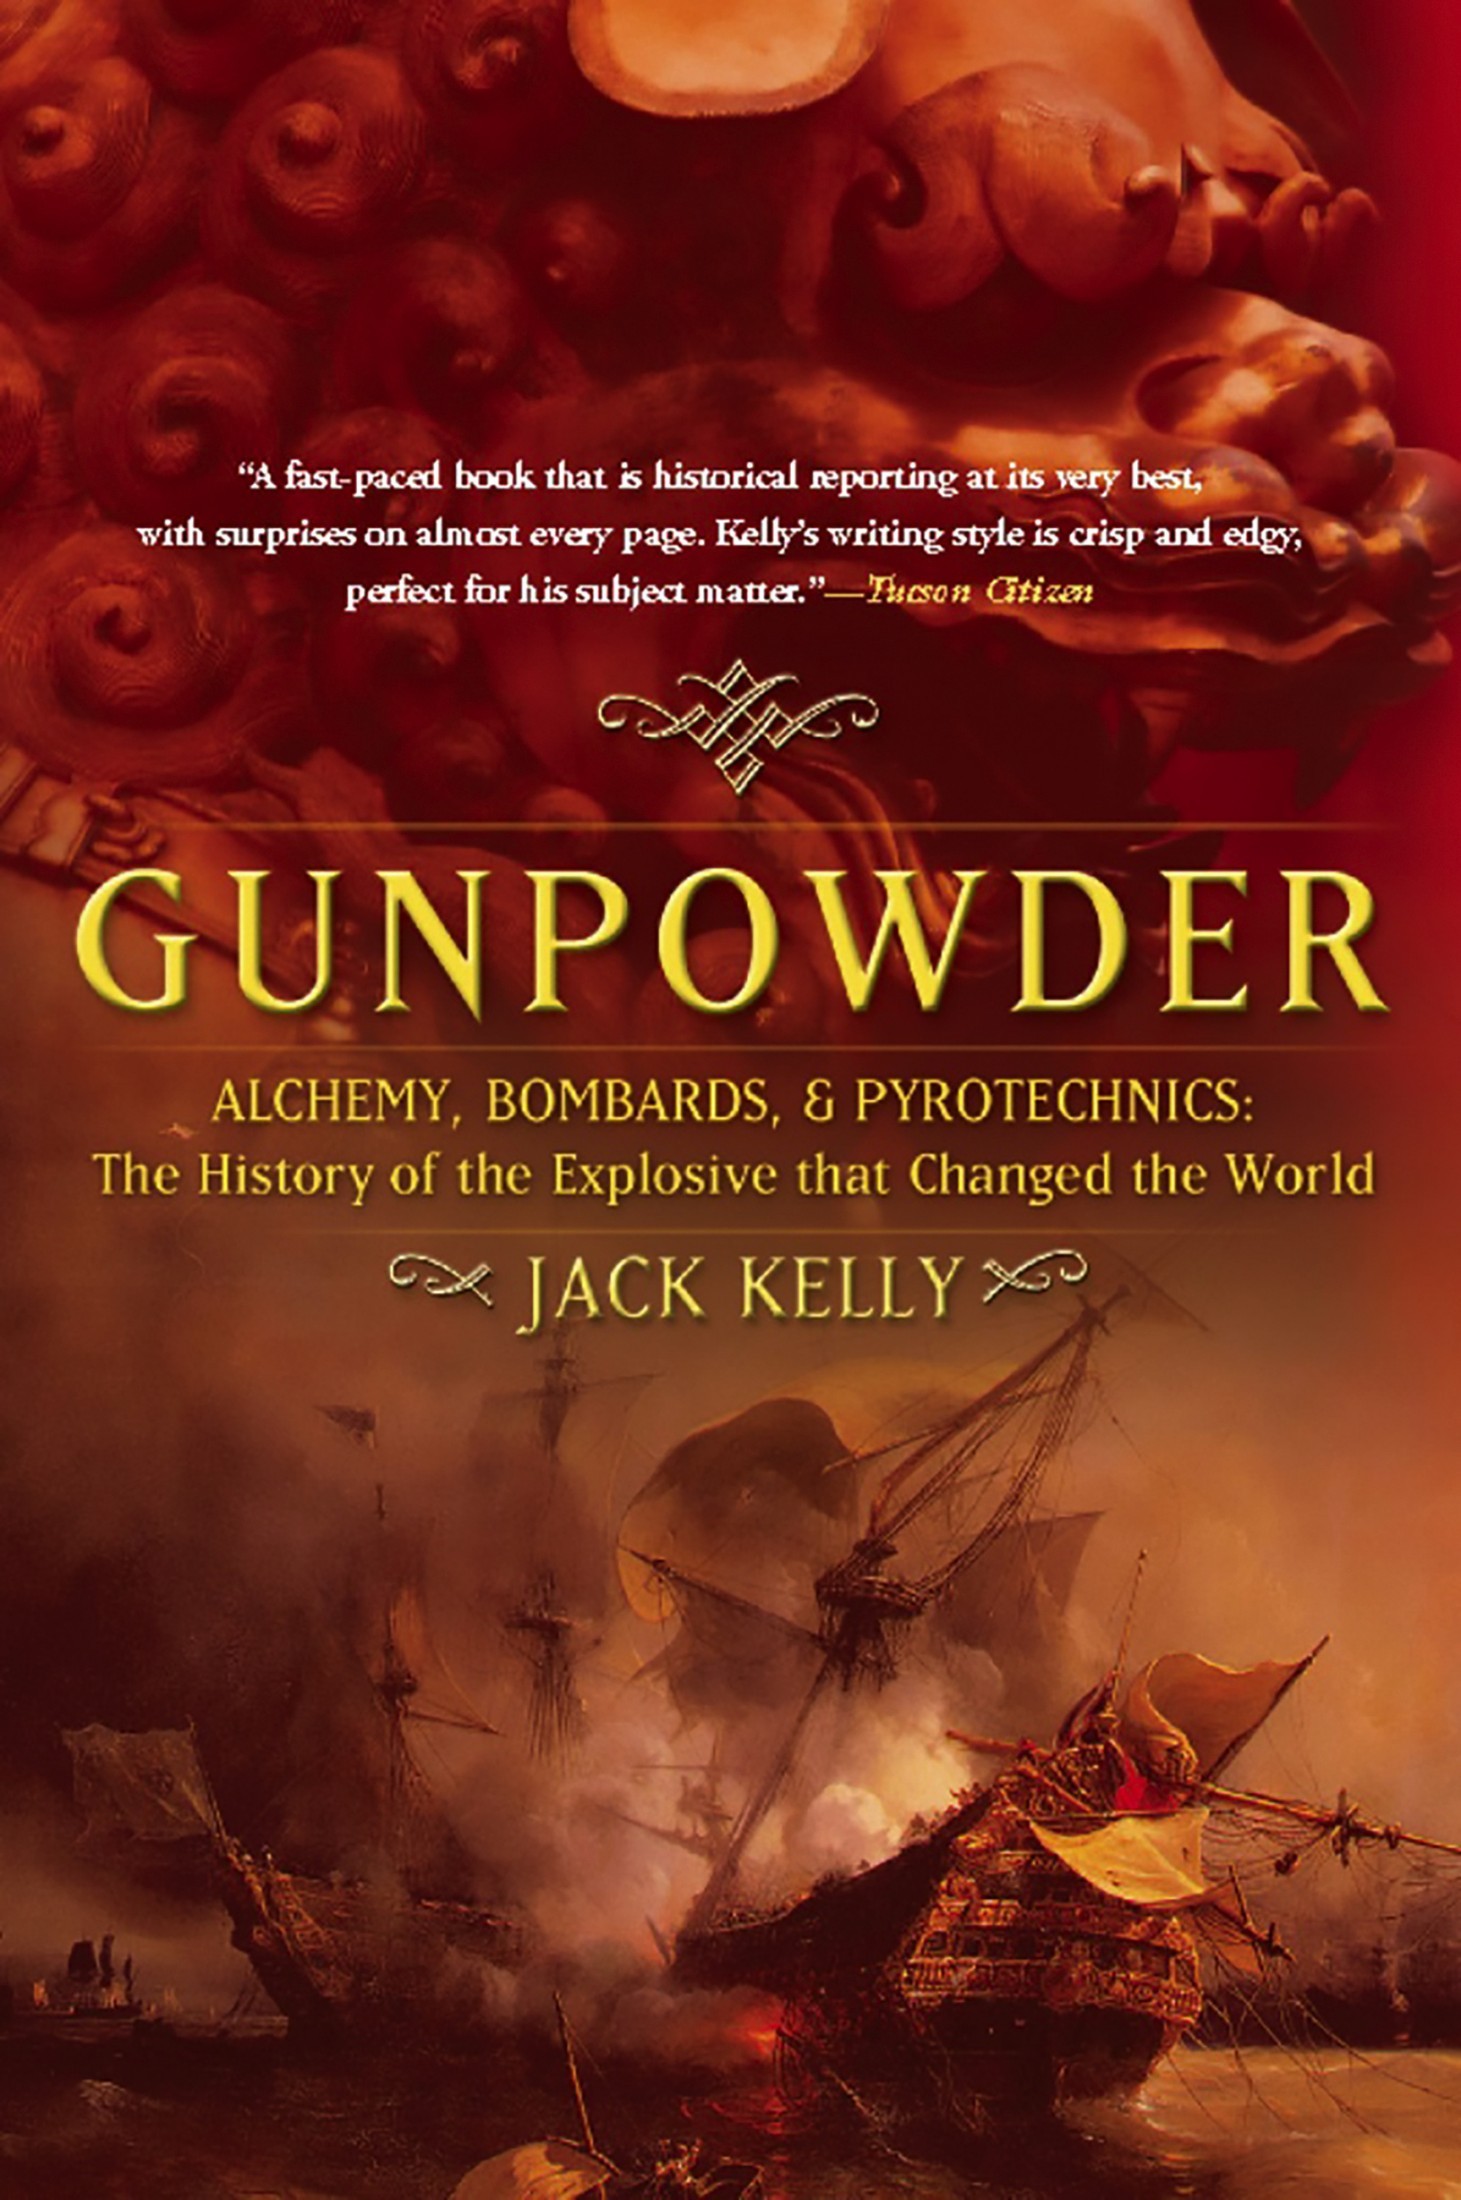 “A fast-paced book that is historical reporting at its very best,
with surprises on almost every page. Kelly’s writing style is crisp and edgy,
perfect for his subject matter.”—Tucson Citizen
GUNPOWDER
ALCHEMY, BOMBARDS, & PYROTECHNICS:
The History of the Explosive that Changed the World
JACK KELLY